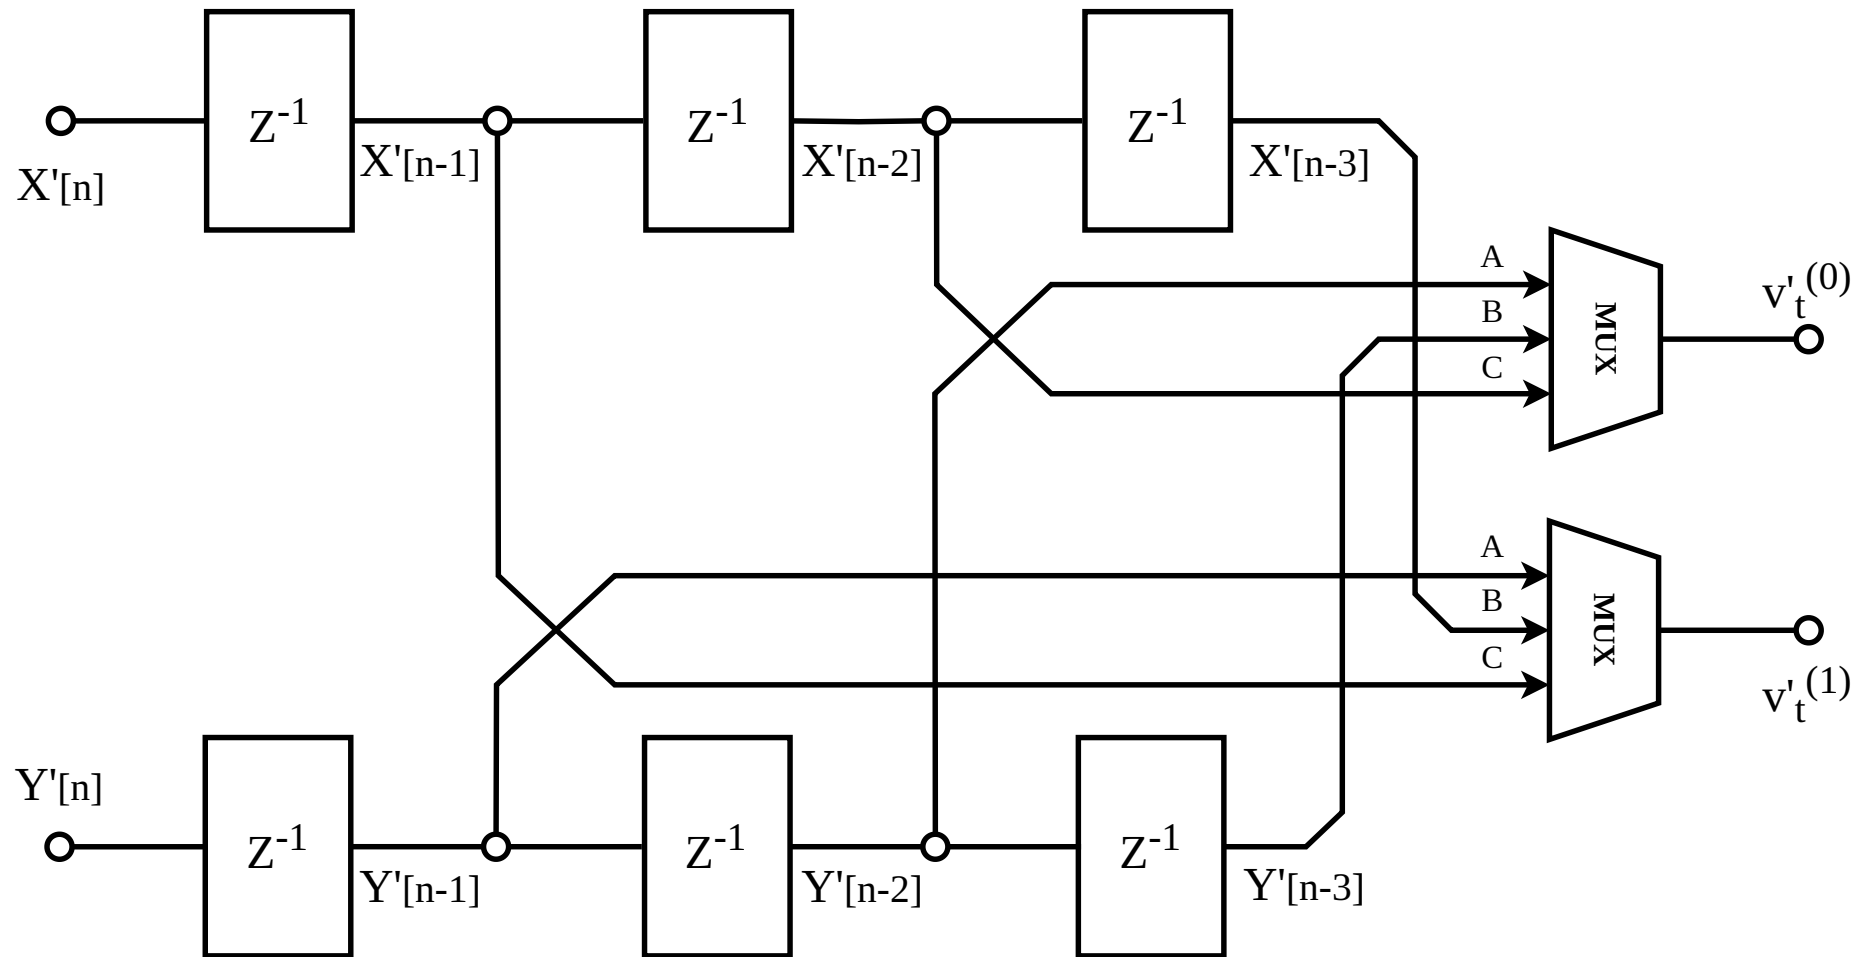 Z-1 Z-1 Z-1
X'[n] X'[n-1] X'[n-2] X'[n-3]
A
B
C
MUX
v't(0)
A
B
C
MUX
v't(1)
Y'[n]
Z-1 Z-1 Z-1
Y'[n-1] Y'[n-2] Y'[n-3]